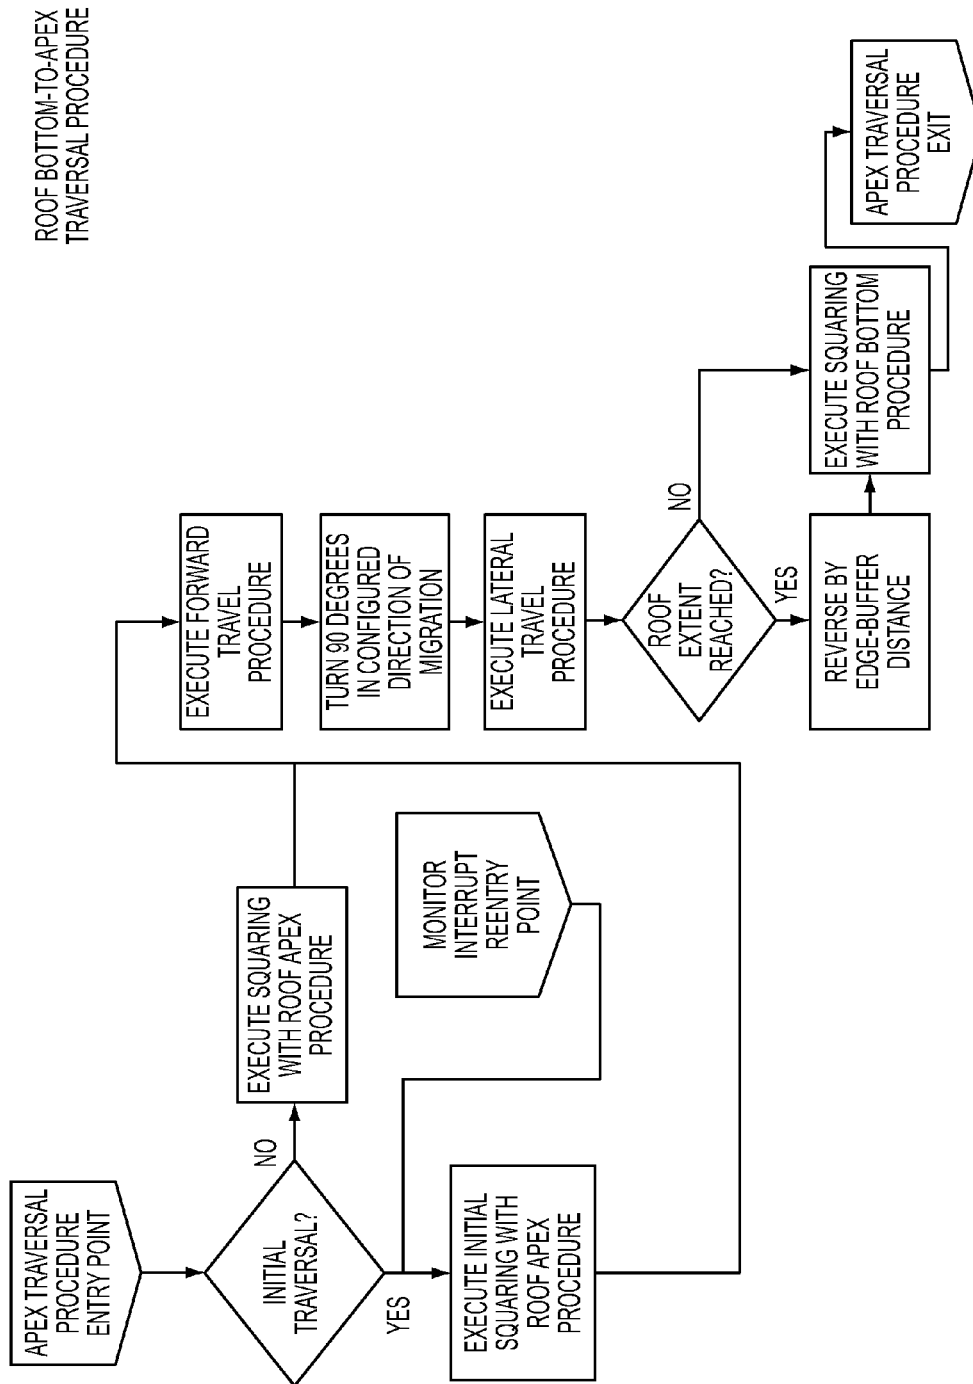 ROOF BOTTOM-TO-APEX
TRAVERSAL PROCEDURE
APEX TRAVERSAL
PROCEDURE
ENTRY POINT
INITIAL
TRAVERSAL?
NO
YES
EXECUTE SQUARING
WITH ROOF APEX
PROCEDURE
EXECUTE INITIAL
SQUARING WITH
ROOF APEX
PROCEDURE
MONITOR
INTERRUPT
REENTRY
POINT
EXECUTE FORWARD
TRAVEL
PROCEDURE
TURN 90 DEGREES
IN CONFIGURED
DIRECTION OF
MIGRATION
EXECUTE LATERAL
TRAVEL
PROCEDURE
ROOF
EXTENT
REACHED?
NO
YES
REVERSE BY
EDGE-BUFFER
DISTANCE
EXECUTE SQUARING
WITH ROOF BOTTOM
PROCEDURE
APEX TRAVERSAL
PROCEDURE
EXIT